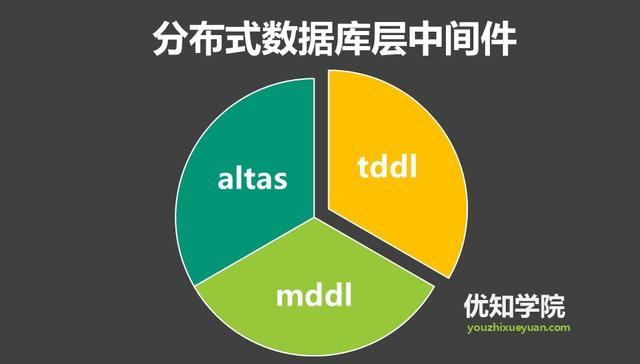 分布式数据库层中间件
altas
tddl
mddl
优知学院
youzhixueyuan.com